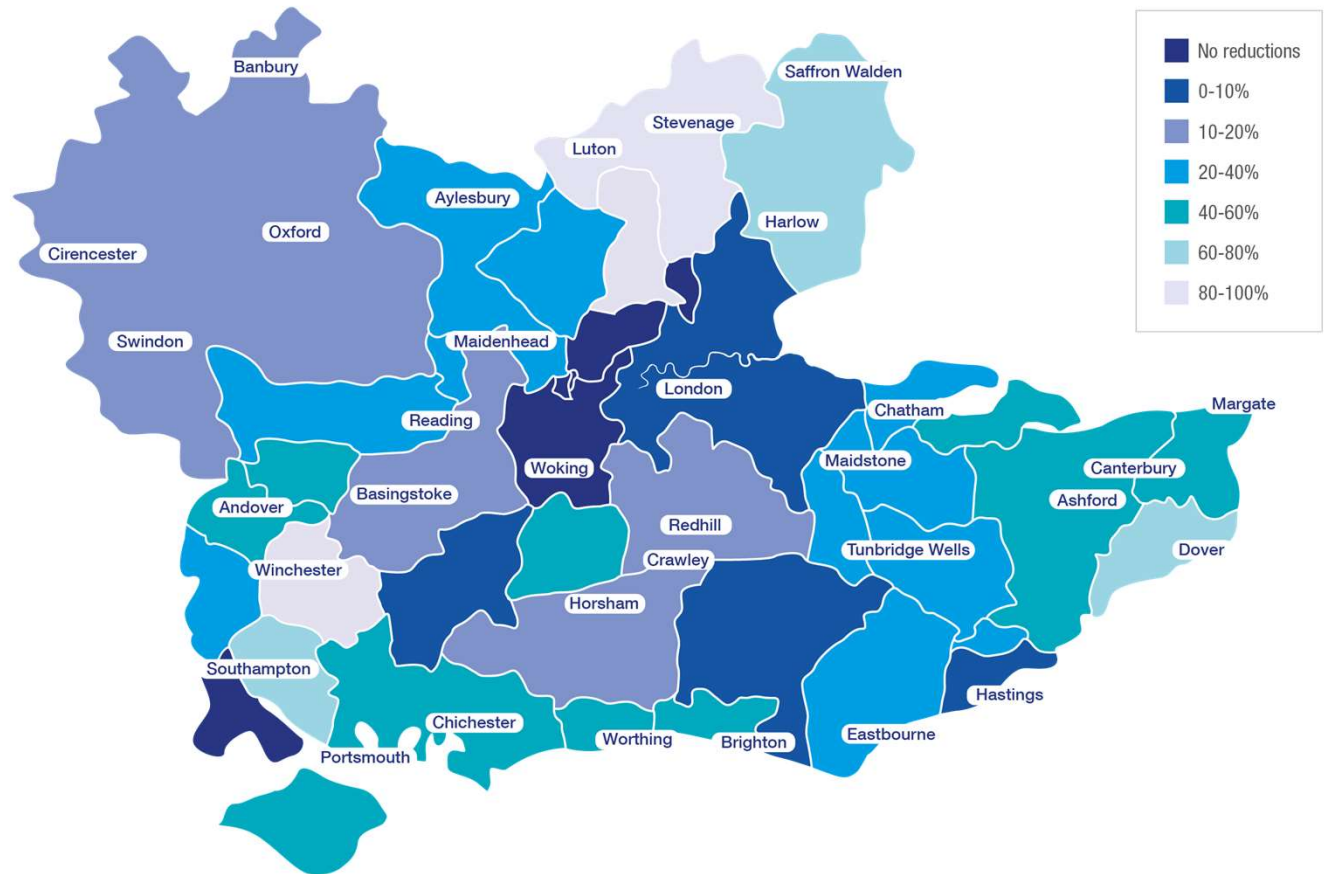 No reductions
0-10%
10-20%
20-40%
40-60%
60-80%
80-100%
Banbury
Saffron Walden
Stevenage
Luton
Aylesbury
Harlow
Oxford
Cirencester
Swindon
Maidenhead
London
Reading
Chatham
Margate
Maidstone
Woking
Canterbury
Basingstoke
Andover
Ashford
Redhill
Tunbridge Wells
Dover
Crawley
Winchester
Horsham
Southampton
Hastings
Chichester
Eastbourne
Worthing
Brighton
Portsmouth